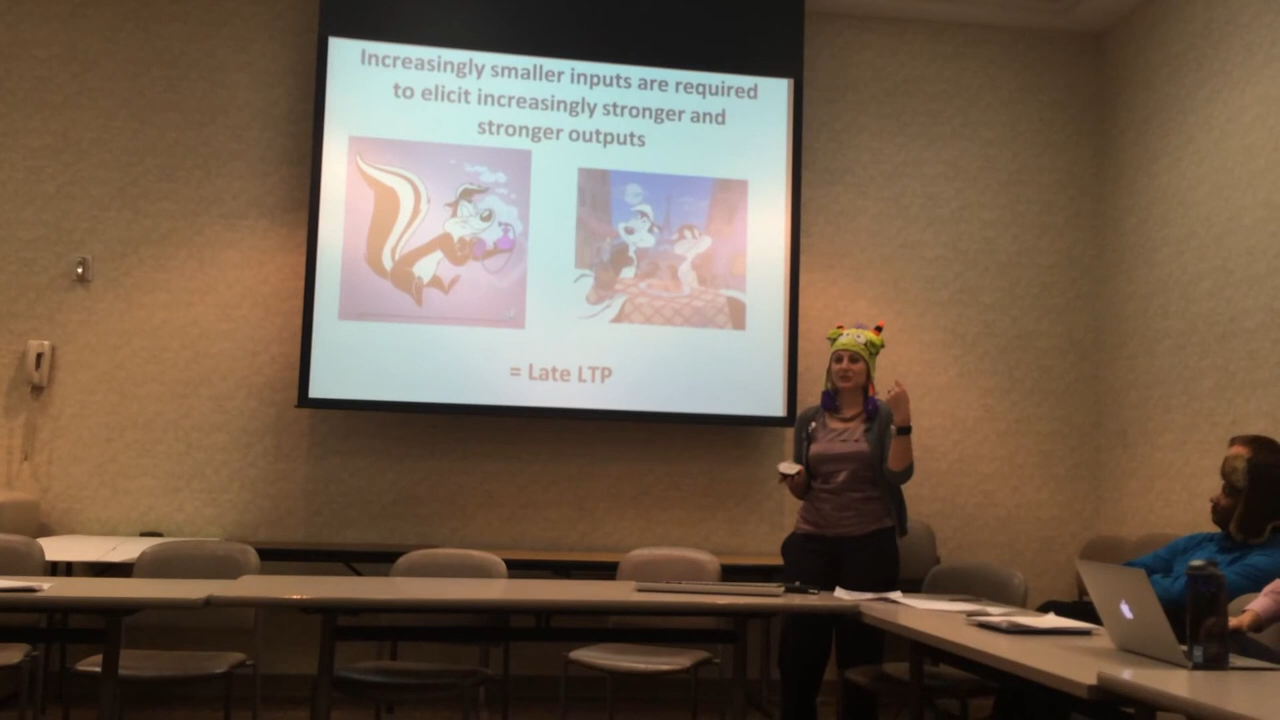 Increasingly smaller inputs are required
to elicit increasingly stronger and
stronger outputs
= Late LTP